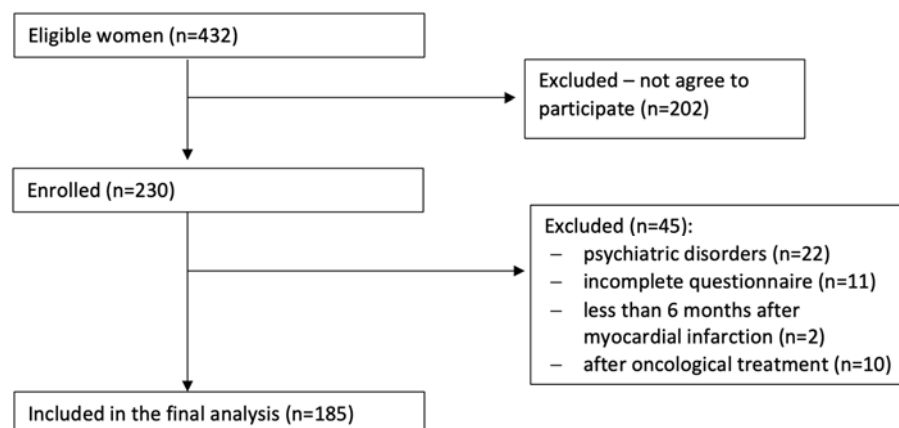 Eligible women (n=432)
Excluded – not agree to
participate (n=202)
Enrolled (n=230)
Excluded (n=45):
– psychiatric disorders (n=22)
– incomplete questionnaire (n=11)
– less than 6 months after
myocardial infarction (n=2)
– after oncological treatment (n=10)
Included in the final analysis (n=185)